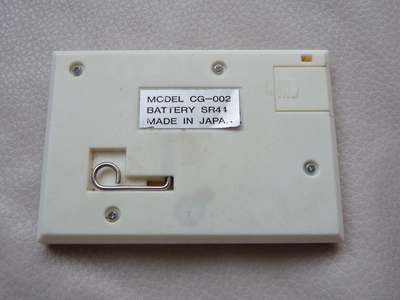 MODEL CG-002
BATTERY SR44
MADE IN JAPAN